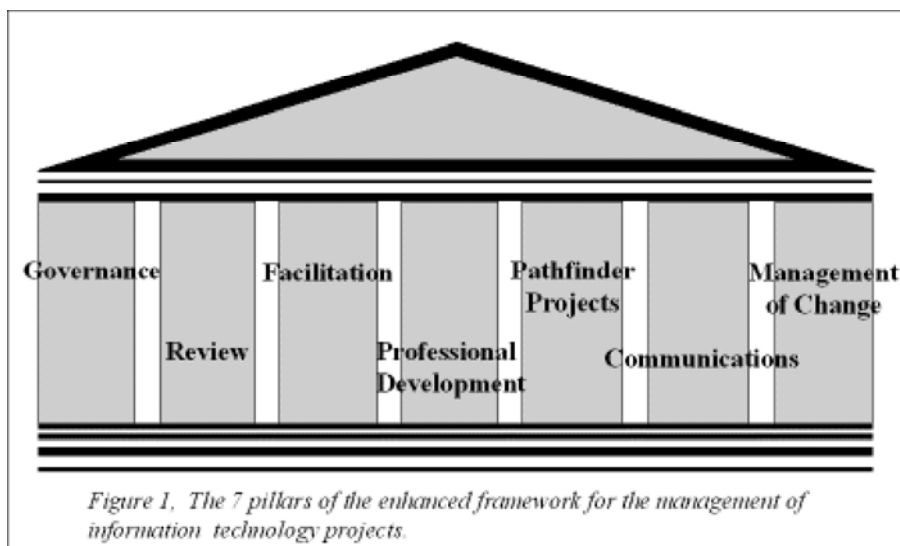 Governance
Review
Facilitation
Professional
Development
Pathfinder
Projects
Communications
Management
of Change
Figure 1, The 7 pillars of the enhanced framework for the management of
information technology projects.